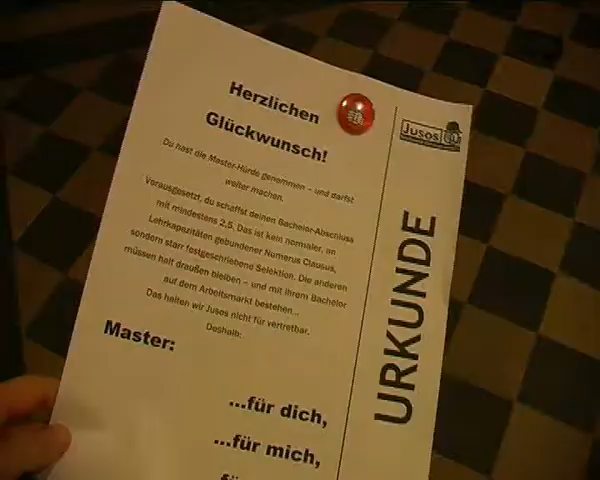 Herzlichen
Glückwunsch!
Du hast die Master-Hürde genommen – und darfst
weiter machen.
Vorausgesetzt, du schaffst deinen Bachelor-Abschluss
mit mindestens 2,5. Das ist kein normaler, an
Lehrkapazitäten gebundener Numerus Clausus,
sondern starr festgeschriebene Selektion. Die anderen
müssen halt draußen bleiben – und mit ihrem Bachelor
auf dem Arbeitsmarkt bestehen...
Das halten wir Jusos nicht für vertretbar.
Deshalb:
Master:
...für dich,
...für mich,
Jusos
URKUNDE